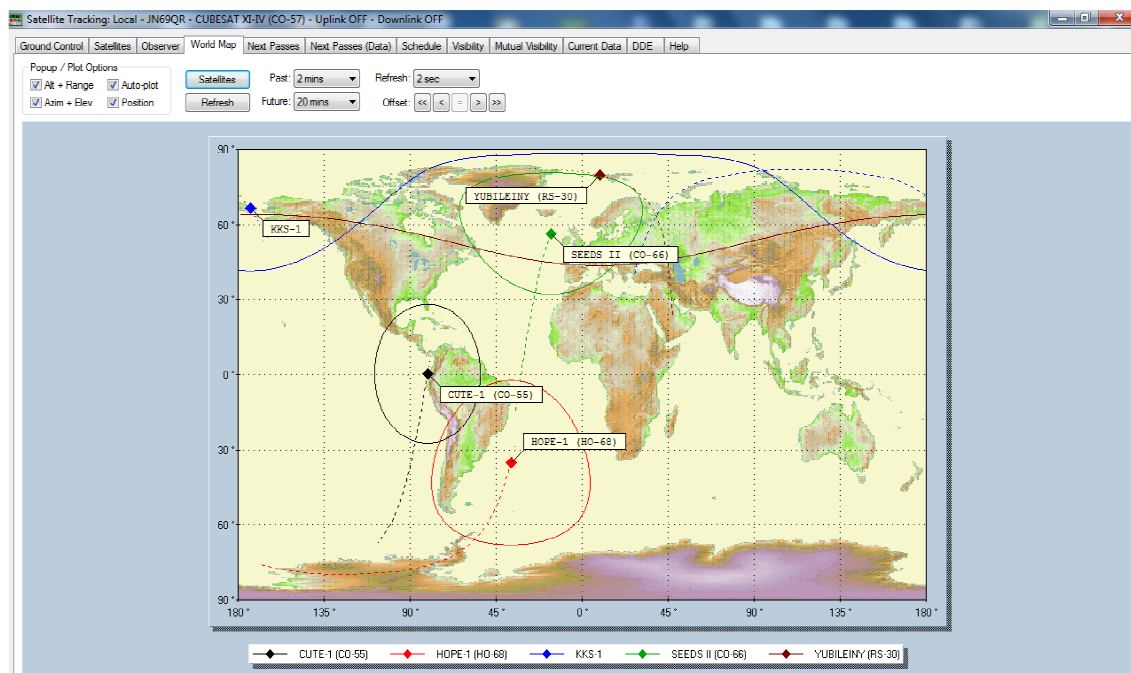 Satellite Tracking: Local - JN69QR - CUBESAT XI-IV (CO-57) - Uplink OFF - Downlink OFF
Ground Control Satellites Observer World Map Next Passes Next Passes (Data) Schedule Visibility Mutual Visibility Current Data DDE Help
Popup / Plot Options
Alt + Range Auto-plot
Azim + Elev Position
Satellites Past: 2 mins Refresh: 2 sec
Refresh Future: 20 mins Offset: << < = > >>
90 °
YUBILEINY (RS-30)
60 °
KKS-1
SEEDS II (CO-66)
30 °
0 °
CUTE-1 (CO-55)
HOPE-1 (HO-68)
30 °
60 °
90 °
180 ° 135 ° 90 ° 45 ° 0 ° 45 ° 90 ° 135 ° 180 °
CUTE-1 (CO-55) HOPE-1 (HO-68) KKS-1 SEEDS II (CO-66) YUBILEINY (RS-30)